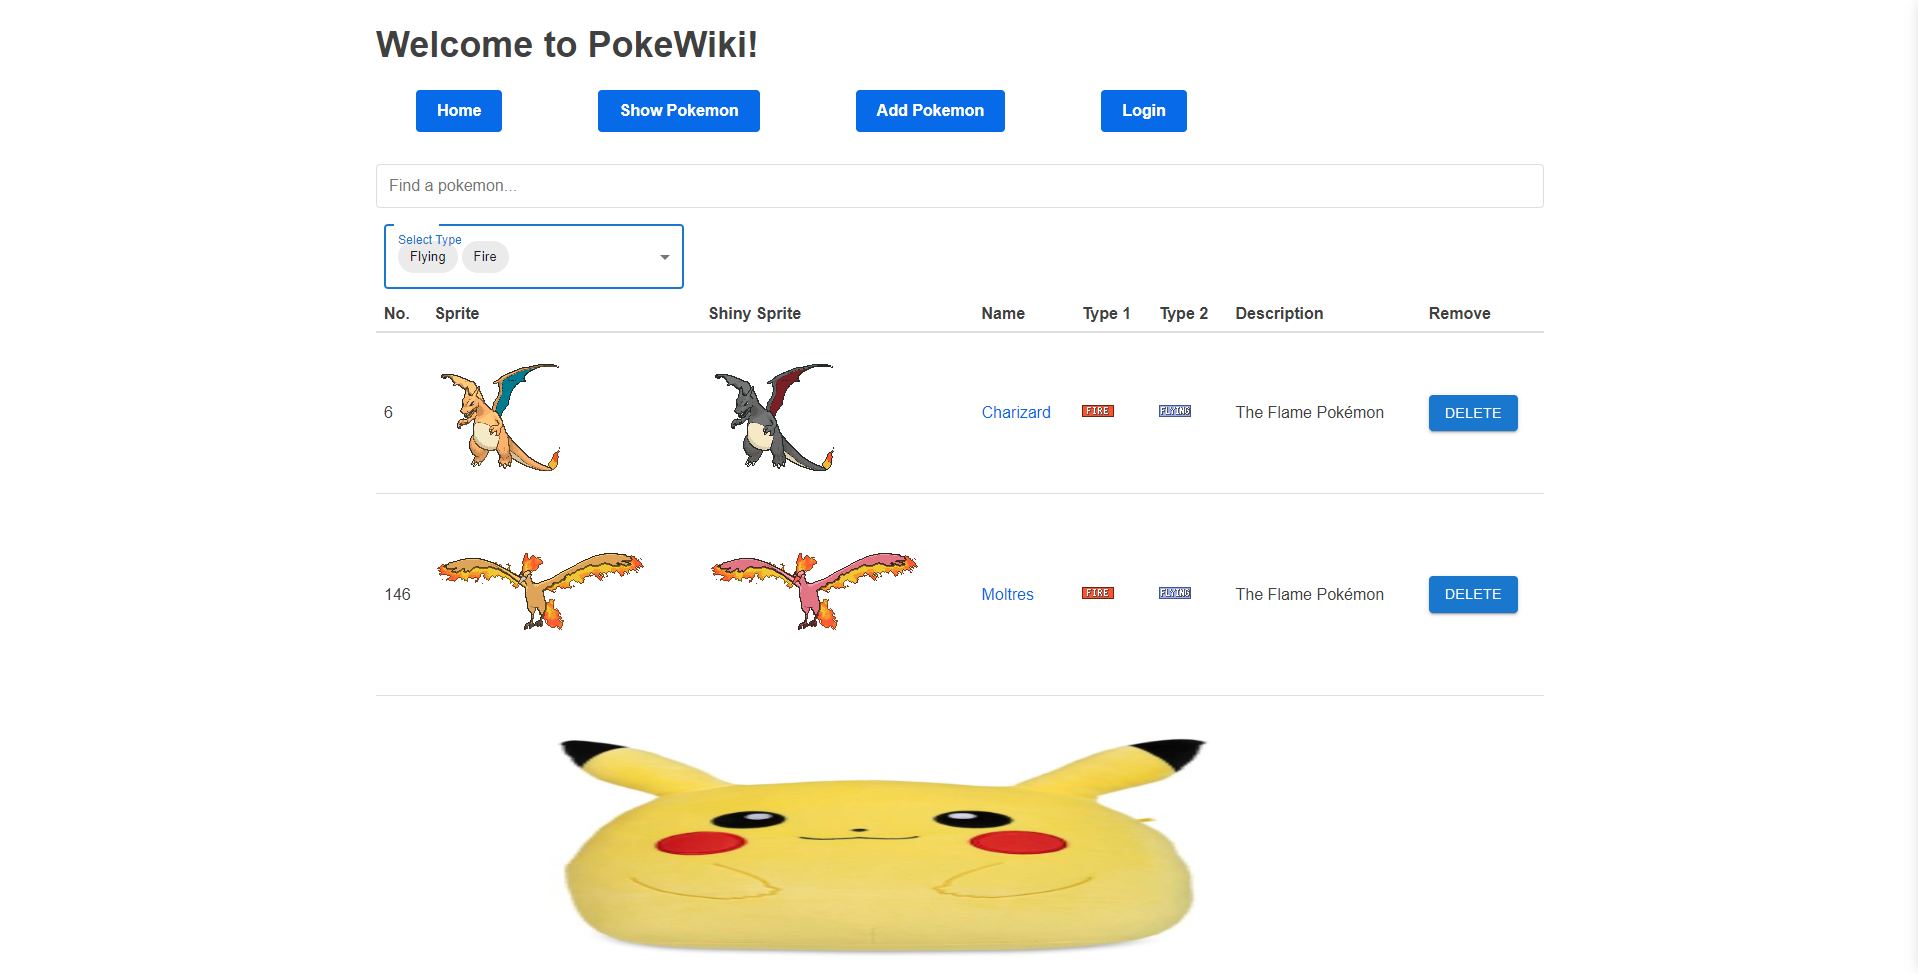 Welcome to PokeWiki!
Home Show Pokemon Add Pokemon Login
Find a pokemon...
Select Type
Flying Fire
No. Sprite Shiny Sprite Name Type 1 Type 2 Description Remove
6 Charizard FIRE FLYING The Flame Pokémon DELETE
146 Moltres FIRE FLYING The Flame Pokémon DELETE